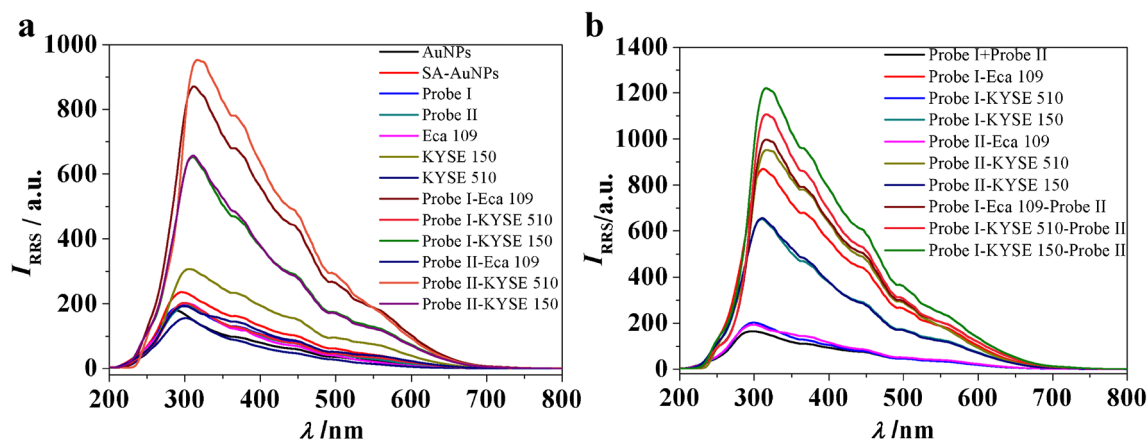 a
1000
800
600
400
200
0
I_RRS / a.u.
200 300 400 500 600 700 800
λ /nm
AuNPs
SA-AuNPs
Probe I
Probe II
Eca 109
KYSE 150
KYSE 510
Probe I-Eca 109
Probe I-KYSE 510
Probe I-KYSE 150
Probe II-Eca 109
Probe II-KYSE 510
Probe II-KYSE 150
b
1400
1200
1000
800
600
400
200
0
I_RRS/a.u.
200 300 400 500 600 700 800
λ /nm
Probe I+Probe II
Probe I-Eca 109
Probe I-KYSE 510
Probe I-KYSE 150
Probe II-Eca 109
Probe II-KYSE 510
Probe II-KYSE 150
Probe I-Eca 109-Probe II
Probe I-KYSE 510-Probe II
Probe I-KYSE 150-Probe II